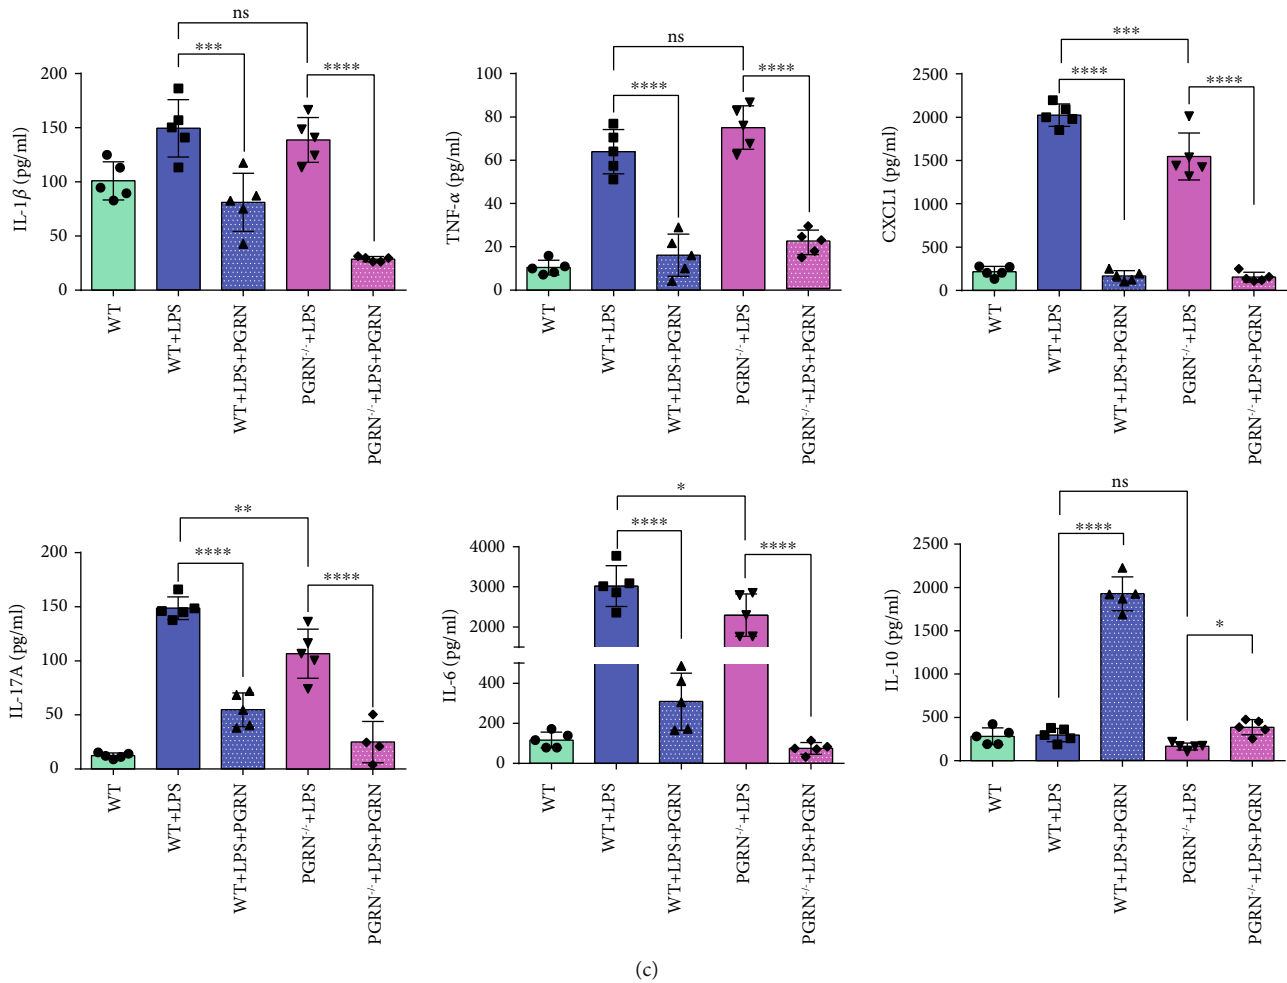 ns
***
****
200
150
100
50
0
IL-1β (pg/ml)
WT
WT+LPS
WT+LPS+PGRN
PGRN-/-+LPS
PGRN-/-+LPS+PGRN
ns
****
****
100
80
60
40
20
0
TNF-α (pg/ml)
WT
WT+LPS
WT+LPS+PGRN
PGRN-/-+LPS
PGRN-/-+LPS+PGRN
***
****
****
2500
2000
1500
1000
500
0
CXCL1 (pg/ml)
WT
WT+LPS
WT+LPS+PGRN
PGRN-/-+LPS
PGRN-/-+LPS+PGRN
**
****
****
200
150
100
50
0
IL-17A (pg/ml)
WT
WT+LPS
WT+LPS+PGRN
PGRN-/-+LPS
PGRN-/-+LPS+PGRN
*
****
****
4000
3000
2000
400
200
0
IL-6 (pg/ml)
WT
WT+LPS
WT+LPS+PGRN
PGRN-/-+LPS
PGRN-/-+LPS+PGRN
ns
****
*
2500
2000
1500
1000
500
0
IL-10 (pg/ml)
WT
WT+LPS
WT+LPS+PGRN
PGRN-/-+LPS
PGRN-/-+LPS+PGRN
(c)